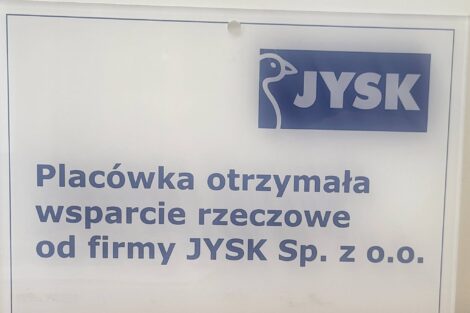 JYSK
Placówka otrzymała
wsparcie rzeczowe
od firmy JYSK Sp. z o.o.